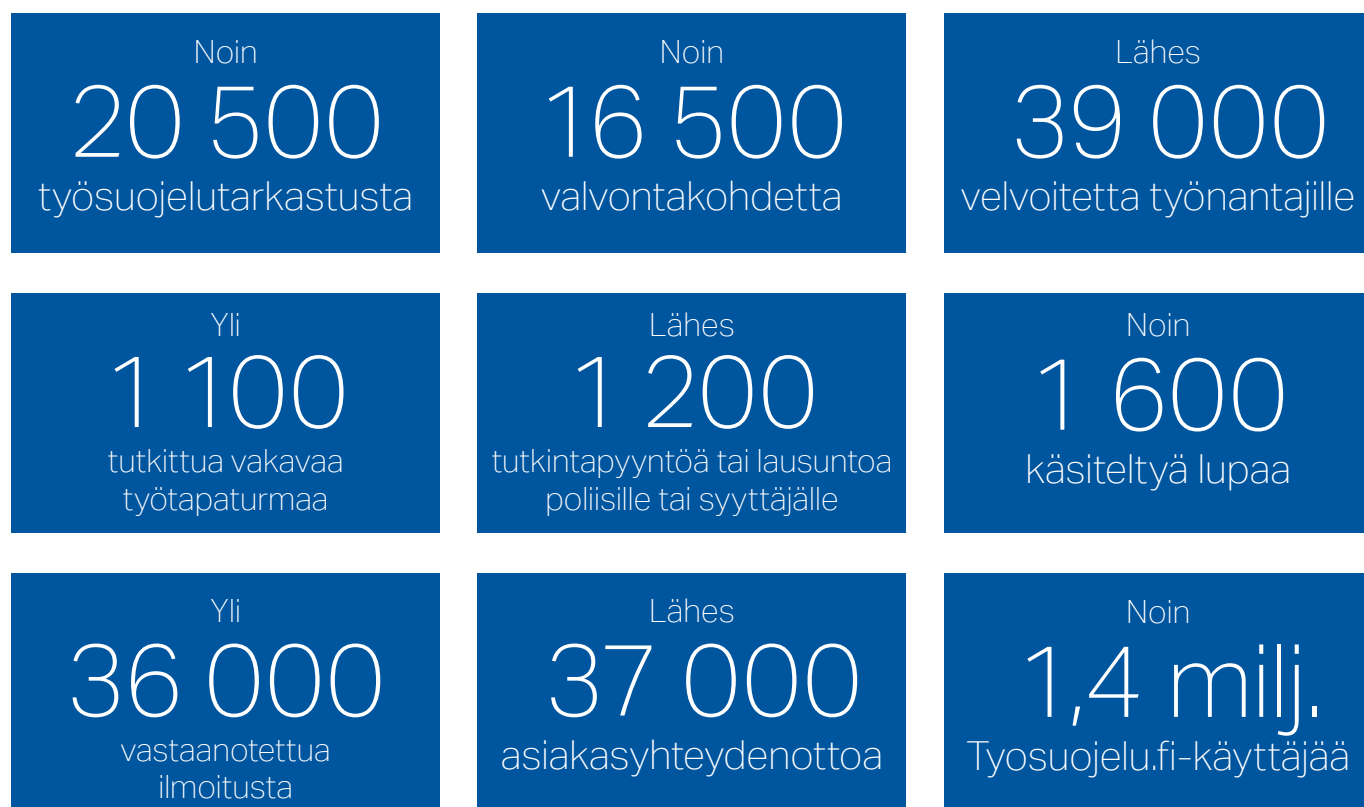 Noin
20 500
työsuojelutarkastusta
Noin
16 500
valvontakohdetta
Lähes
39 000
velvoitetta työnantajille
Yli
1 100
tutkittua vakavaa
työtapaturmaa
Lähes
1 200
tutkintapyyntöä tai lausuntoa
poliisille tai syyttäjälle
Noin
1 600
käsiteltyä lupaa
Yli
36 000
vastaanotettua
ilmoitusta
Lähes
37 000
asiakasyhteydenottoa
Noin
1,4 milj.
Tyosuojelu.fi-käyttäjää